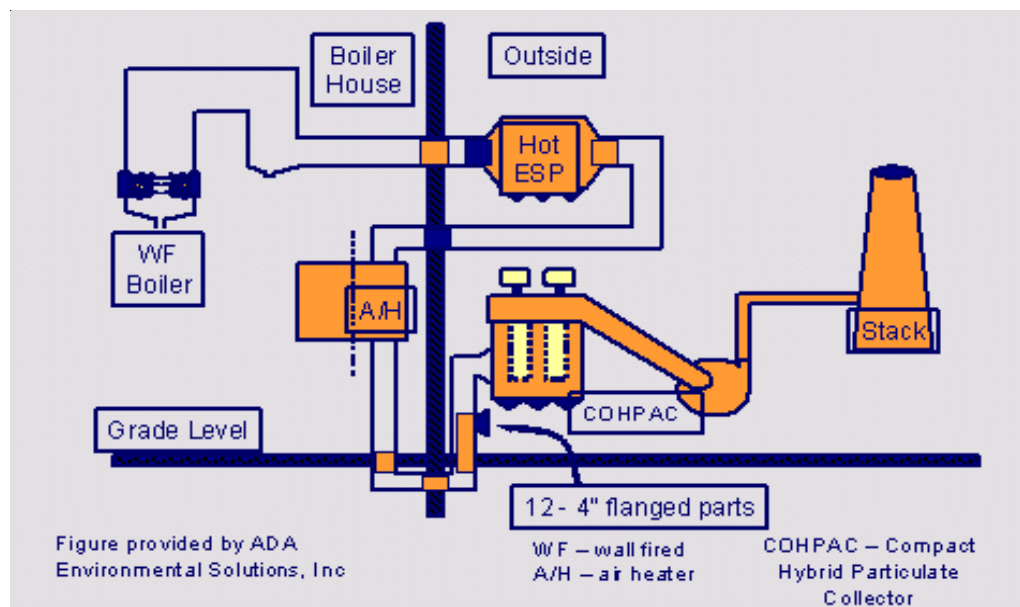 Boiler
House
Outside
Hot
ESP
WF
Boiler
A/H
Stack
COHPAC
Grade Level
12- 4" flanged parts
Figure provided by ADA
Environmental Solutions, Inc
WF – wall fired
A/H – air heater
COHPAC – Compact
Hybrid Particulate
Collector